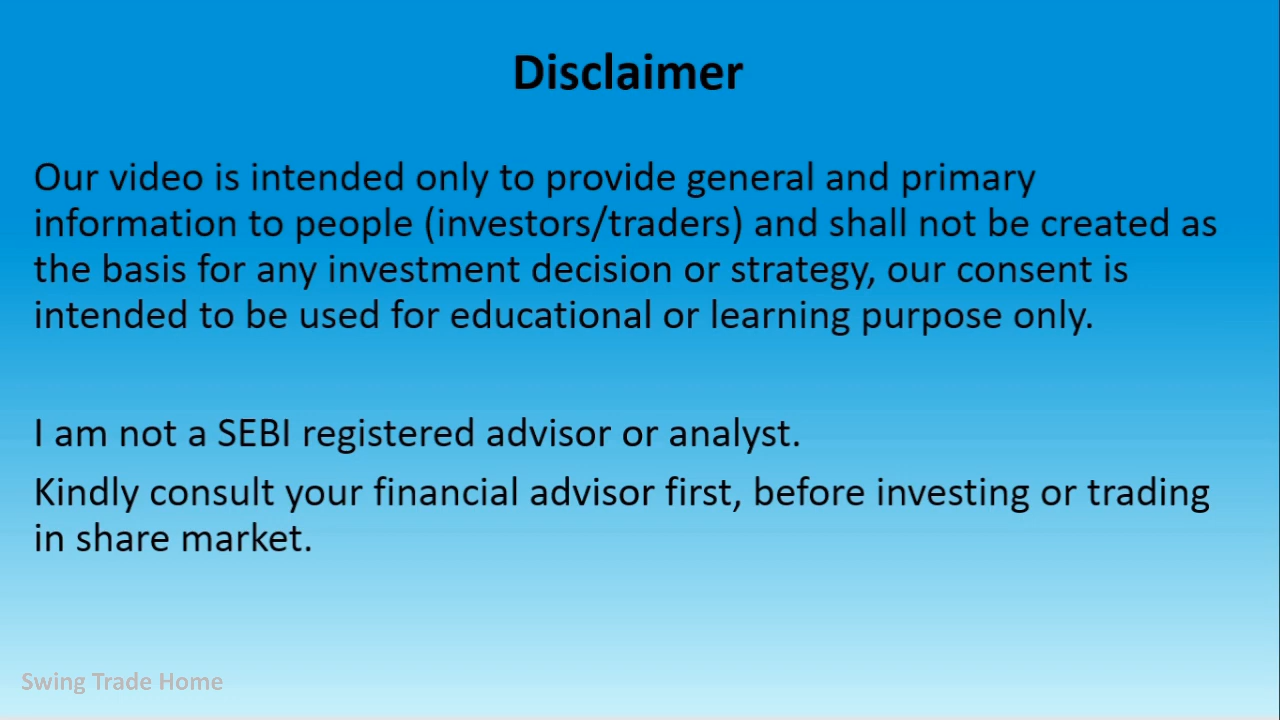 Disclaimer
Our video is intended only to provide general and primary
information to people (investors/traders) and shall not be created as
the basis for any investment decision or strategy, our consent is
intended to be used for educational or learning purpose only.
I am not a SEBI registered advisor or analyst.
Kindly consult your financial advisor first, before investing or trading
in share market.
Swing Trade Home